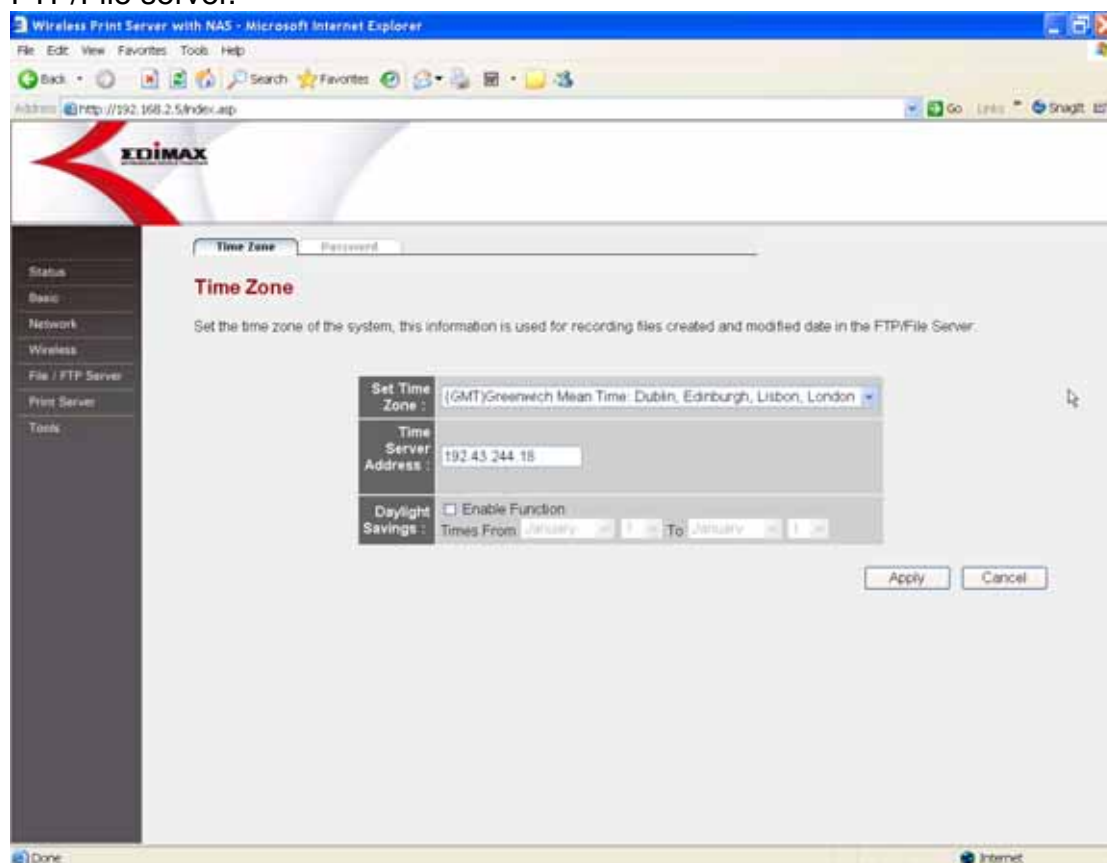 FTP/File server.
Wireless Print Server with NAS - Microsoft Internet Explorer
File Edit View Favorites Tools Help
Back Search Favorites
Address http://192.168.2.5/index.asp Go Links SnagIt
EDIMAX
Time Zone Password
Status
Basic
Network
Wireless
File / FTP Server
Print Server
Tools
Time Zone
Set the time zone of the system, this information is used for recording files created and modified date in the FTP/File Server.
Set Time Zone : (GMT)Greenwech Mean Time: Dublin, Edinburgh, Lisbon, London
Time Server Address : 192.43.244.18
Daylight Savings : Enable Function
Times From January 1 To January 1
Apply Cancel
Done Internet